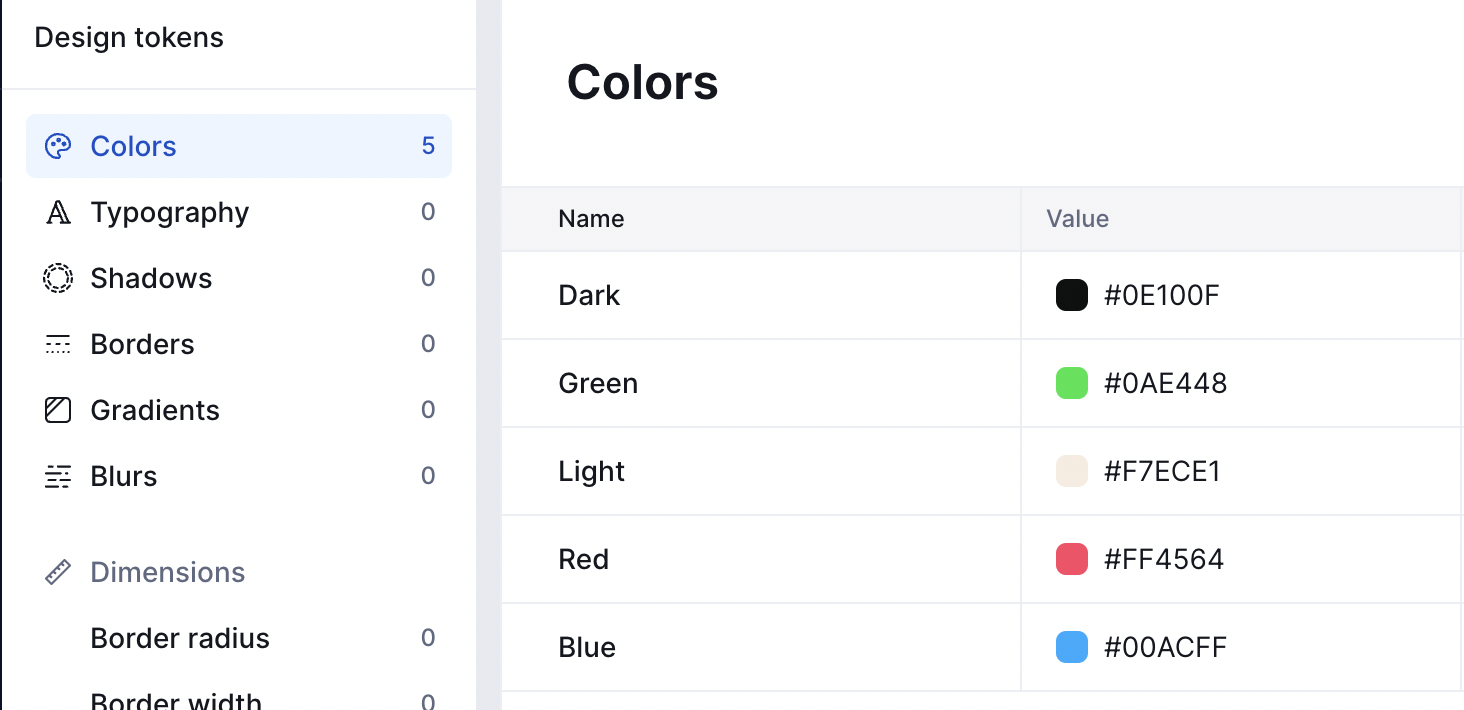 Design tokens
Colors 5
Typography 0
Shadows 0
Borders 0
Gradients 0
Blurs 0
Dimensions
Border radius 0
Border width 0
Colors
Name Value
Dark #0E100F
Green #0AE448
Light #F7ECE1
Red #FF4564
Blue #00ACFF